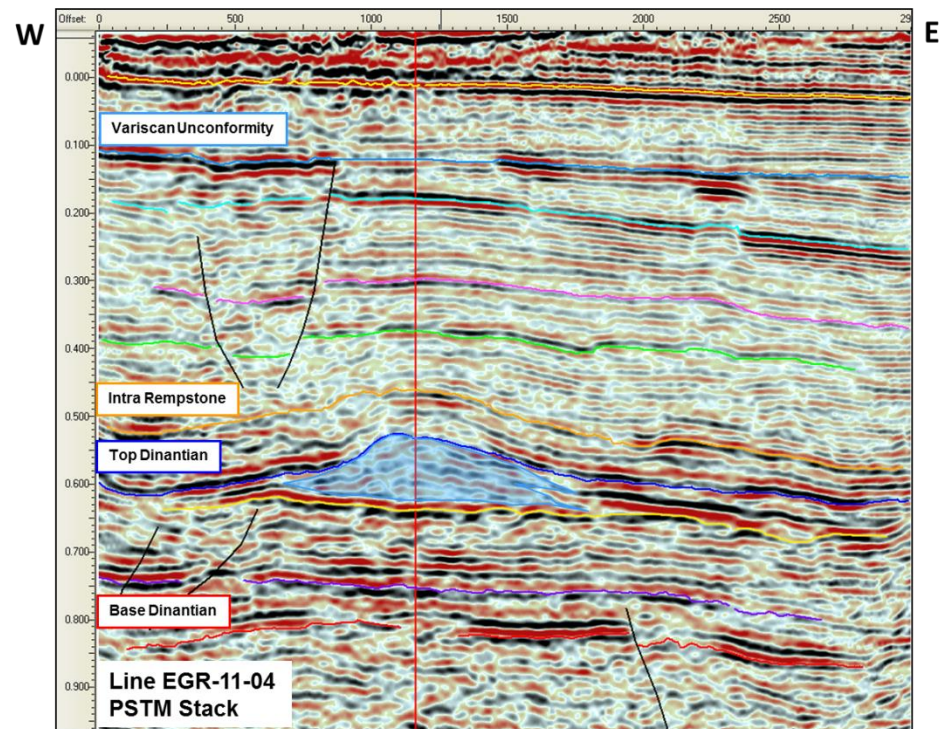 Offset: 0 500 1000 1500 2000 2500 29
W
E
0.000
0.100
Variscan Unconformity
0.200
0.300
0.400
Intra Rempstone
0.500
Top Dinantian
0.600
0.700
Base Dinantian
0.800
0.900
Line EGR-11-04
PSTM Stack